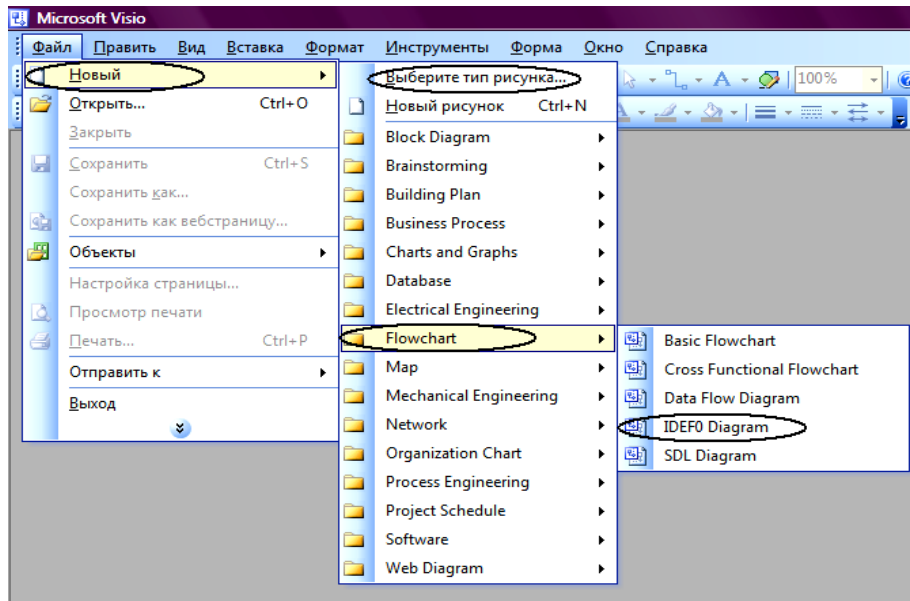 Microsoft Visio
Файл Править Вид Вставка Формат Инструменты Форма Окно Справка
100%
Новый
Открыть... Ctrl+O
Закрыть
Сохранить Ctrl+S
Сохранить как...
Сохранить как вебстраницу...
Объекты
Настройка страницы...
Просмотр печати
Печать... Ctrl+P
Отправить к
Выход
Выберите тип рисунка...
Новый рисунок Ctrl+N
Block Diagram
Brainstorming
Building Plan
Business Process
Charts and Graphs
Database
Electrical Engineering
Flowchart
Map
Mechanical Engineering
Network
Organization Chart
Process Engineering
Project Schedule
Software
Web Diagram
Basic Flowchart
Cross Functional Flowchart
Data Flow Diagram
IDEF0 Diagram
SDL Diagram